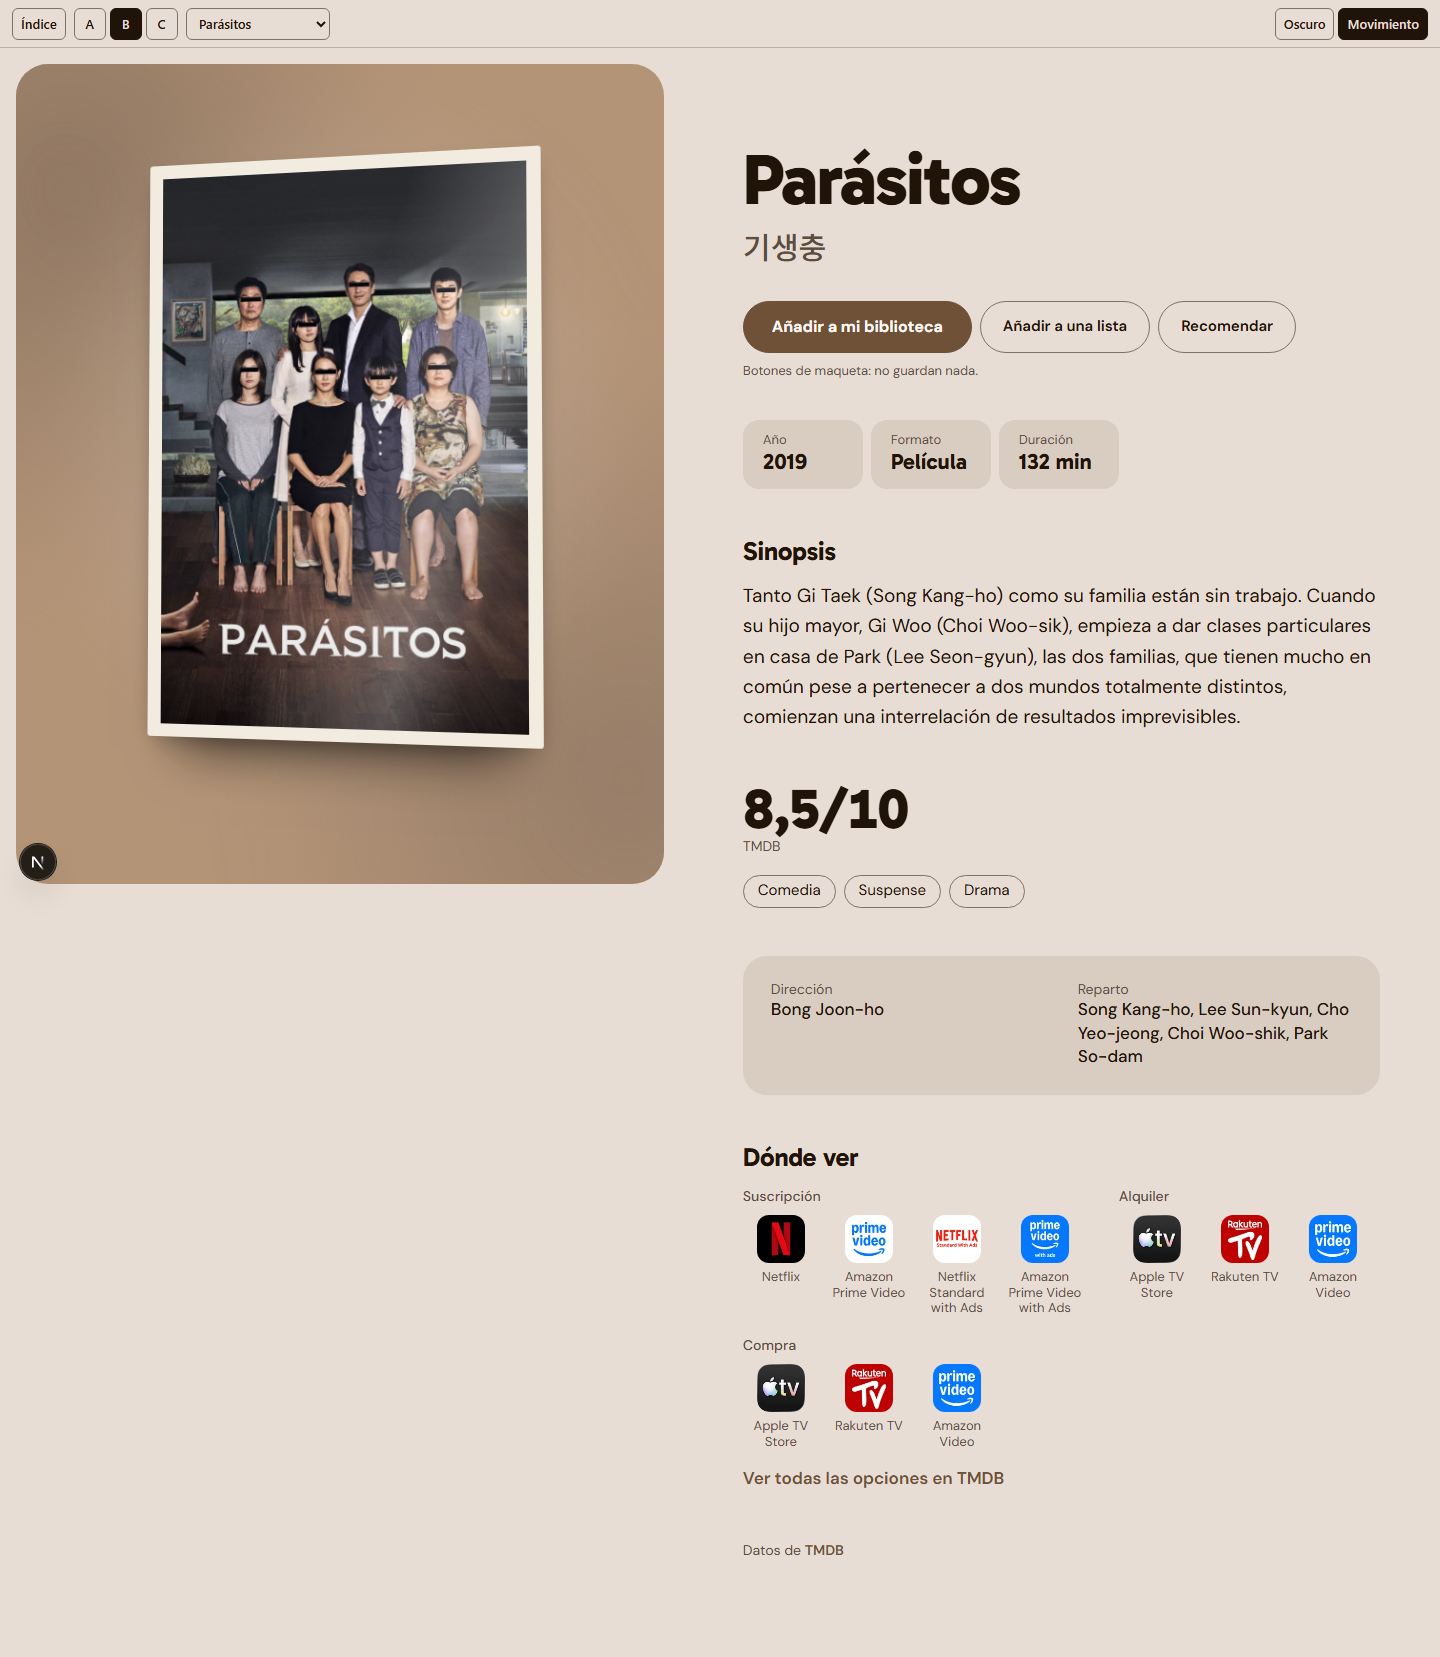 Índice
A
B
C
Parásitos
Oscuro
Movimiento
PARÁSITOS
N
Parásitos
기생충
Añadir a mi biblioteca
Añadir a una lista
Recomendar
Botones de maqueta: no guardan nada.
Año
2019
Formato
Película
Duración
132 min
Sinopsis
Tanto Gi Taek (Song Kang-ho) como su familia están sin trabajo. Cuando
su hijo mayor, Gi Woo (Choi Woo-sik), empieza a dar clases particulares
en casa de Park (Lee Seon-gyun), las dos familias, que tienen mucho en
común pese a pertenecer a dos mundos totalmente distintos,
comienzan una interrelación de resultados imprevisibles.
8,5/10
TMDB
Comedia
Suspense
Drama
Dirección
Bong Joon-ho
Reparto
Song Kang-ho, Lee Sun-kyun, Cho
Yeo-jeong, Choi Woo-shik, Park
So-dam
Dónde ver
Suscripción
N
Netflix
prime
video
Amazon
Prime Video
NETFLIX
Standard With Ads
Netflix
Standard
with Ads
prime
video
with ads
Amazon
Prime Video
with Ads
Alquiler
tv
Apple TV
Store
Rakuten
TV
Rakuten TV
prime
video
Amazon
Video
Compra
tv
Apple TV
Store
Rakuten
TV
Rakuten TV
prime
video
Amazon
Video
Ver todas las opciones en TMDB
Datos de TMDB